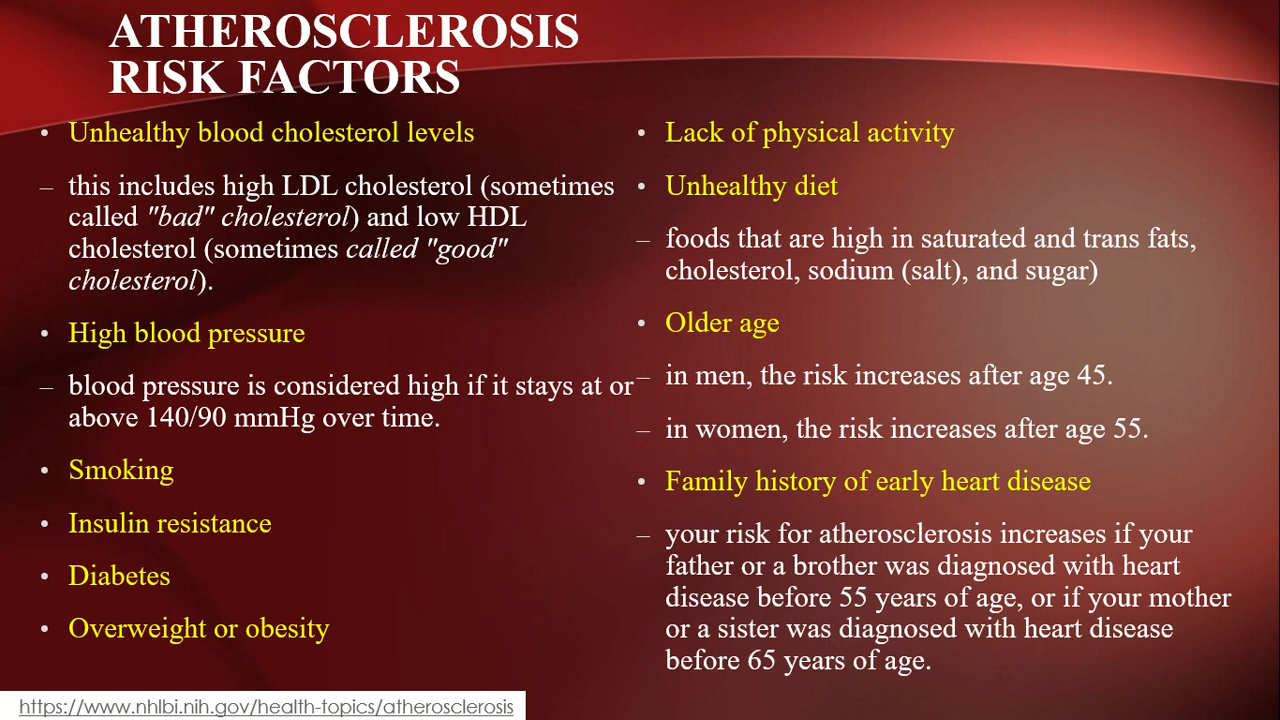 ATHEROSCLEROSIS
RISK FACTORS
• Unhealthy blood cholesterol levels
– this includes high LDL cholesterol (sometimes
called "bad" cholesterol) and low HDL
cholesterol (sometimes called "good"
cholesterol).
• High blood pressure
– blood pressure is considered high if it stays at or
above 140/90 mmHg over time.
• Smoking
• Insulin resistance
• Diabetes
• Overweight or obesity
• Lack of physical activity
• Unhealthy diet
– foods that are high in saturated and trans fats,
cholesterol, sodium (salt), and sugar)
• Older age
– in men, the risk increases after age 45.
– in women, the risk increases after age 55.
• Family history of early heart disease
– your risk for atherosclerosis increases if your
father or a brother was diagnosed with heart
disease before 55 years of age, or if your mother
or a sister was diagnosed with heart disease
before 65 years of age.
https://www.nhlbi.nih.gov/health-topics/atherosclerosis